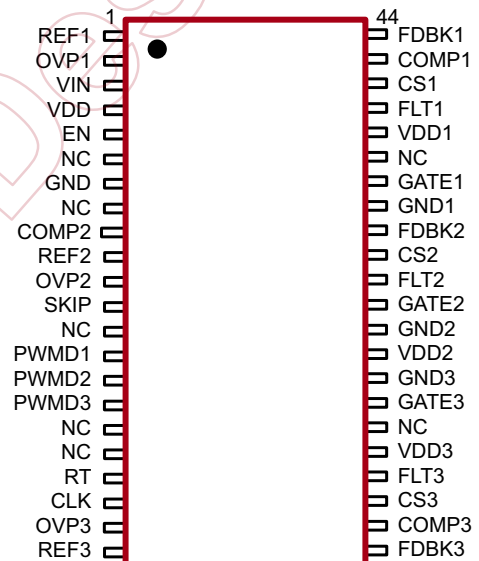 1 44
REF1 FDBK1
OVP1 COMP1
VIN CS1
VDD FLT1
EN VDD1
NC NC
GND GATE1
NC GND1
COMP2 FDBK2
REF2 CS2
OVP2 FLT2
SKIP GATE2
NC GND2
PWMD1 VDD2
PWMD2 GND3
PWMD3 GATE3
NC NC
NC VDD3
RT FLT3
CLK CS3
OVP3 COMP3
REF3 FDBK3